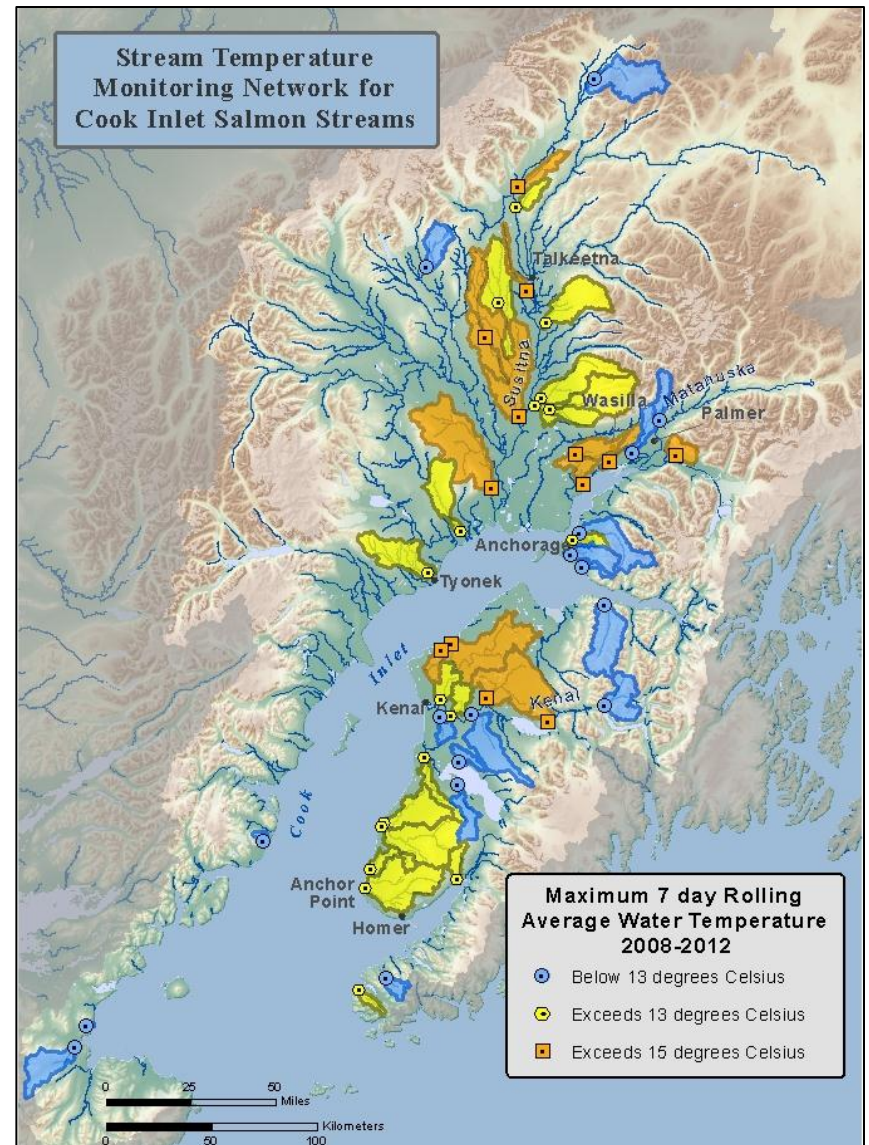 Stream Temperature
Monitoring Network for
Cook Inlet Salmon Streams
Talkeetna
Susitna
Wasilla
Matanuska
Palmer
Anchorage
Tyonek
Cook Inlet
Kenai
Kenai
Anchor
Point
Homer
Maximum 7 day Rolling
Average Water Temperature
2008-2012
Below 13 degrees Celsius
Exceeds 13 degrees Celsius
Exceeds 15 degrees Celsius
0 25 50
Miles
Kilometers
0 50 100